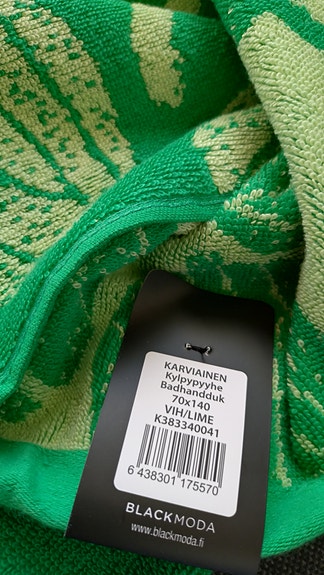 KARVIAINEN
Kylpypyyhe
Badhandduk
70x140
VIH/LIME
K383340041
6 438301 175570
BLACKMODA
www.blackmoda.fi